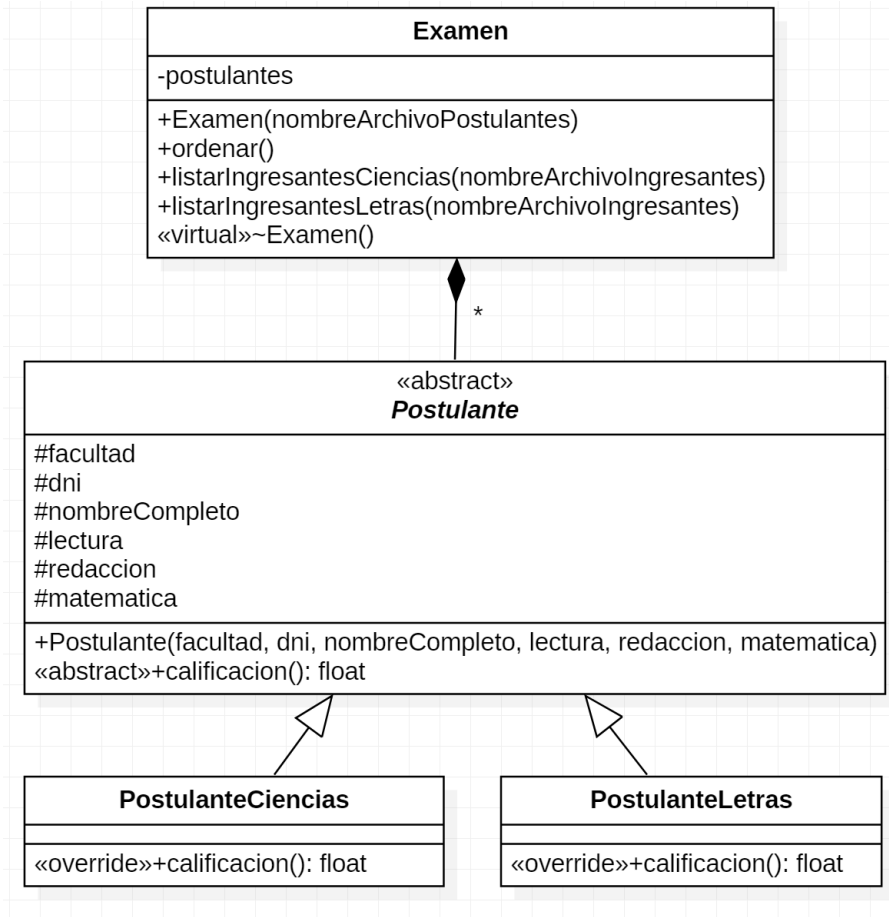 Examen
-postulantes
+Examen(nombreArchivoPostulantes)
+ordenar()
+listarIngresantesCiencias(nombreArchivoIngresantes)
+listarIngresantesLetras(nombreArchivoIngresantes)
«virtual»~Examen()
*
«abstract»
Postulante
#facultad
#dni
#nombreCompleto
#lectura
#redaccion
#matematica
+Postulante(facultad, dni, nombreCompleto, lectura, redaccion, matematica)
«abstract»+calificacion(): float
PostulanteCiencias
«override»+calificacion(): float
PostulanteLetras
«override»+calificacion(): float